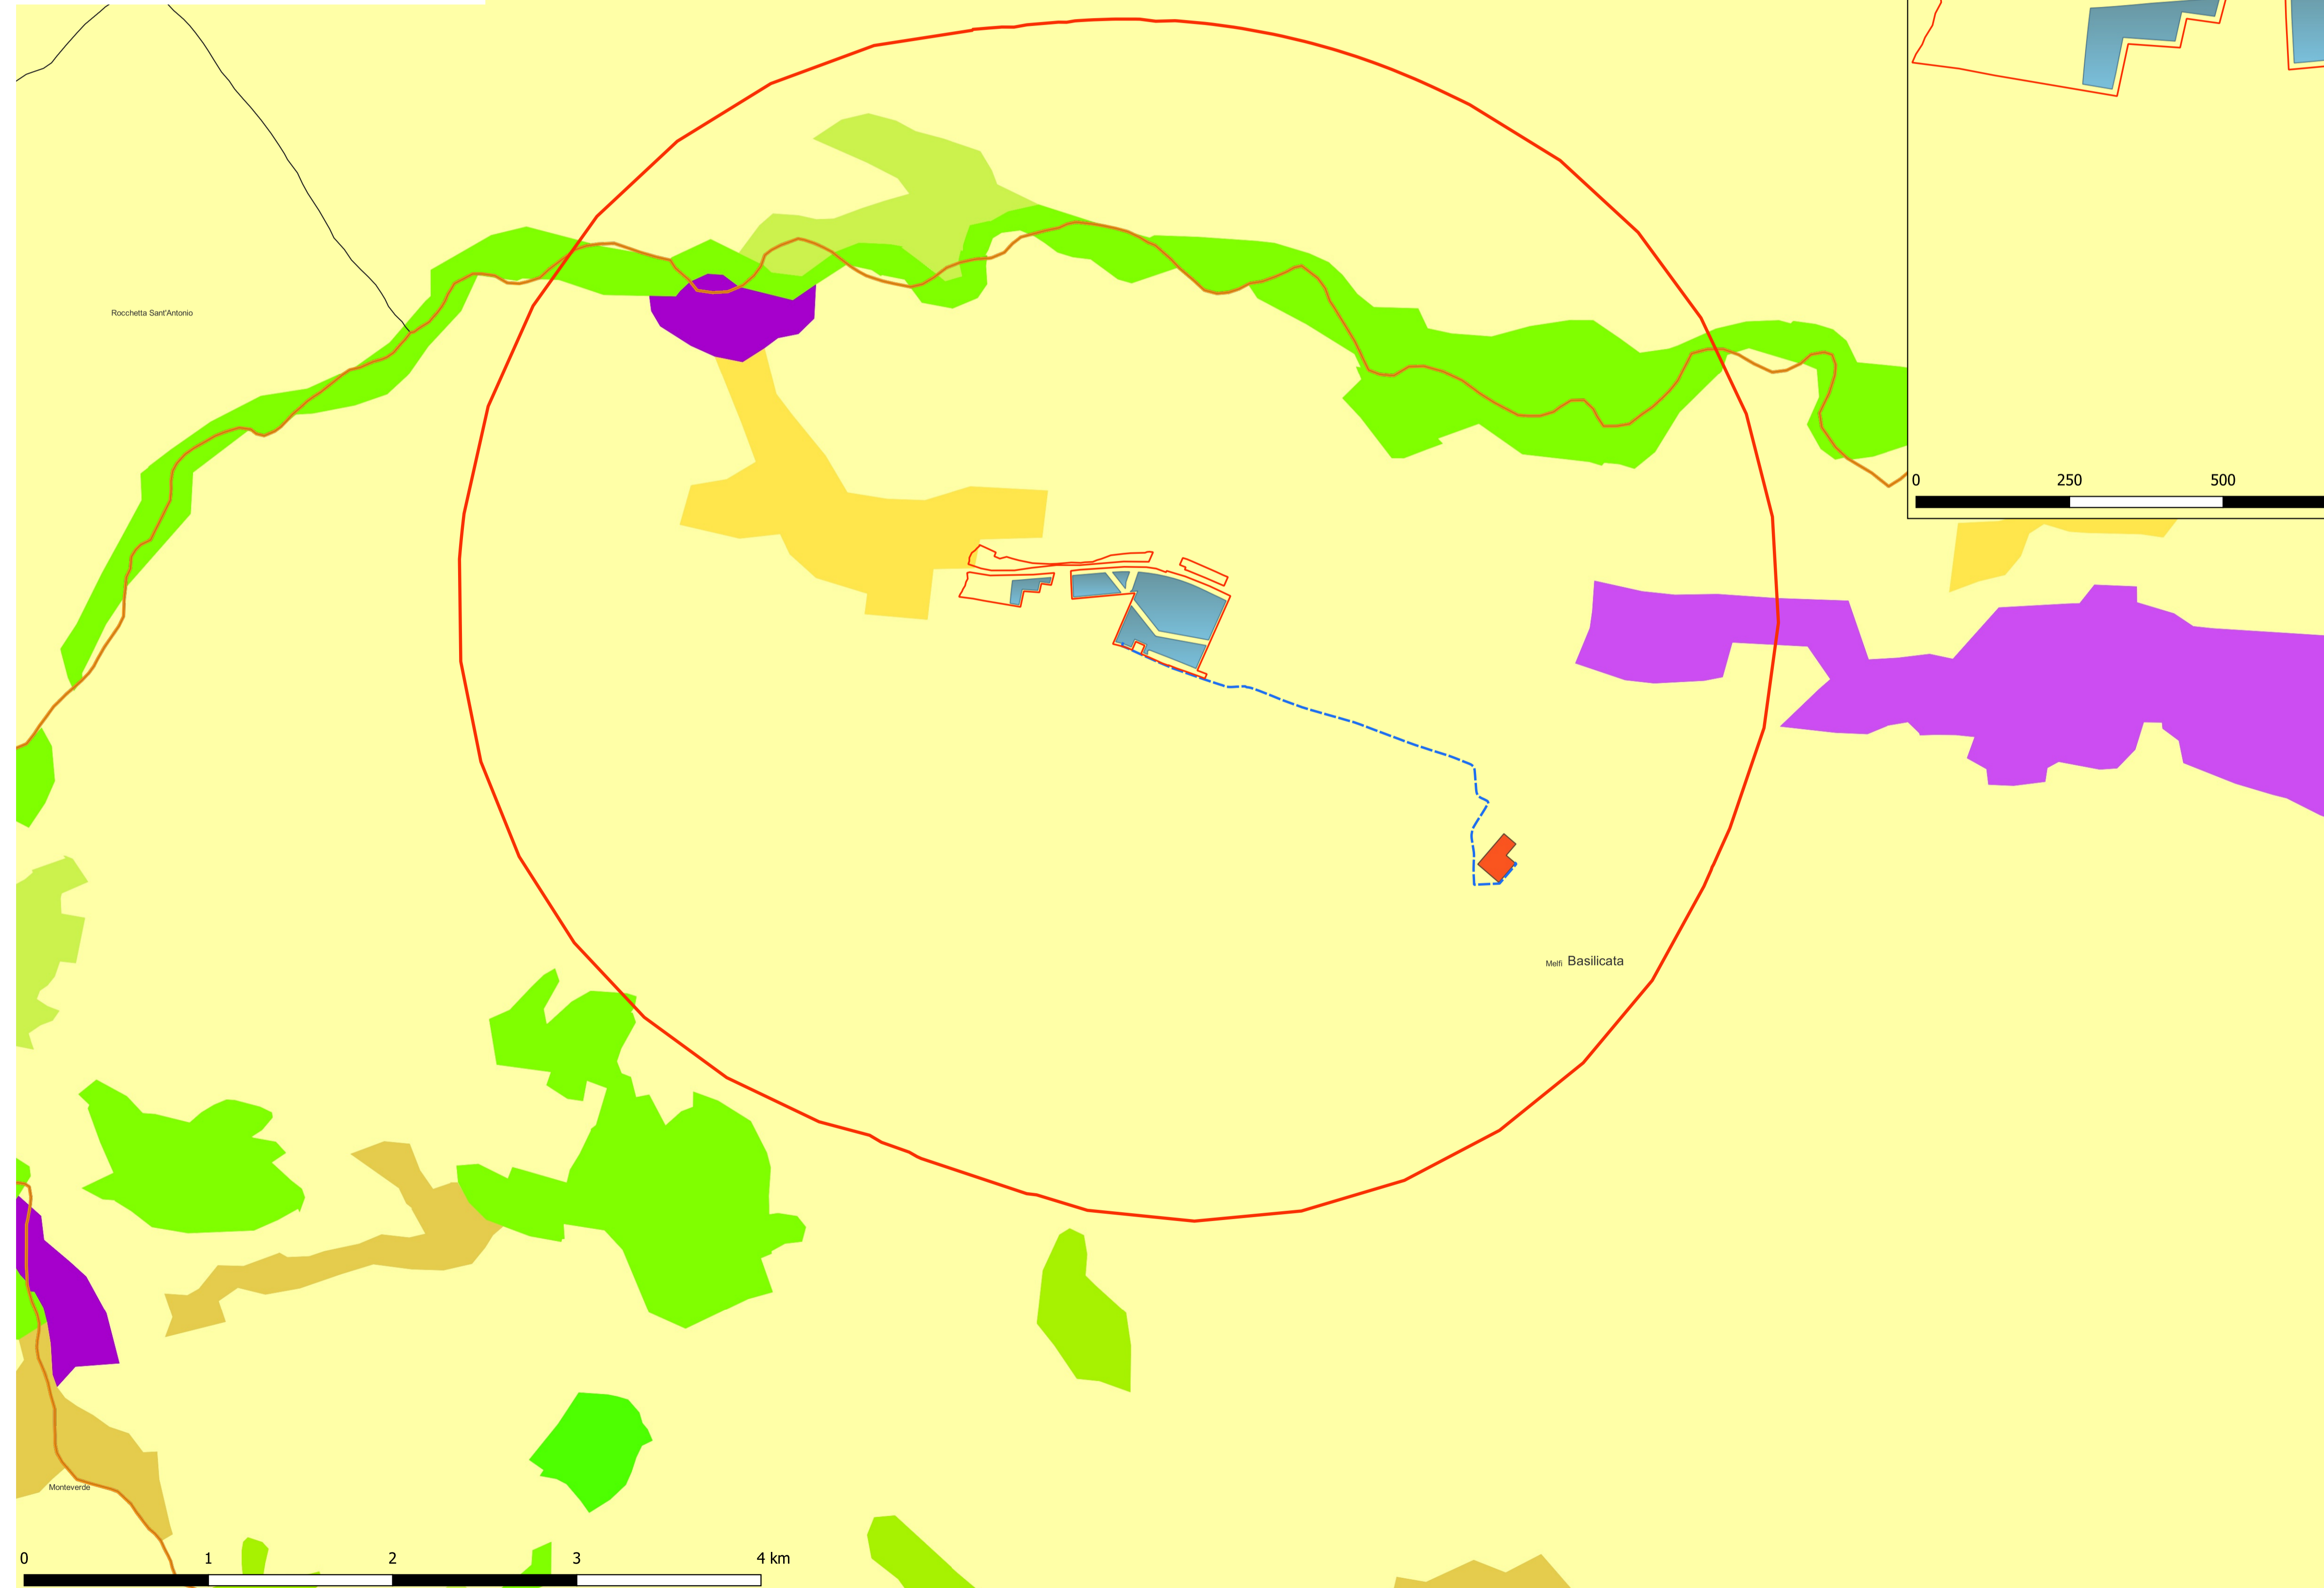 Rocchetta Sant'Antonio
0 250 500
Melfi Basilicata
Monteverde
0 1 2 3 4 km